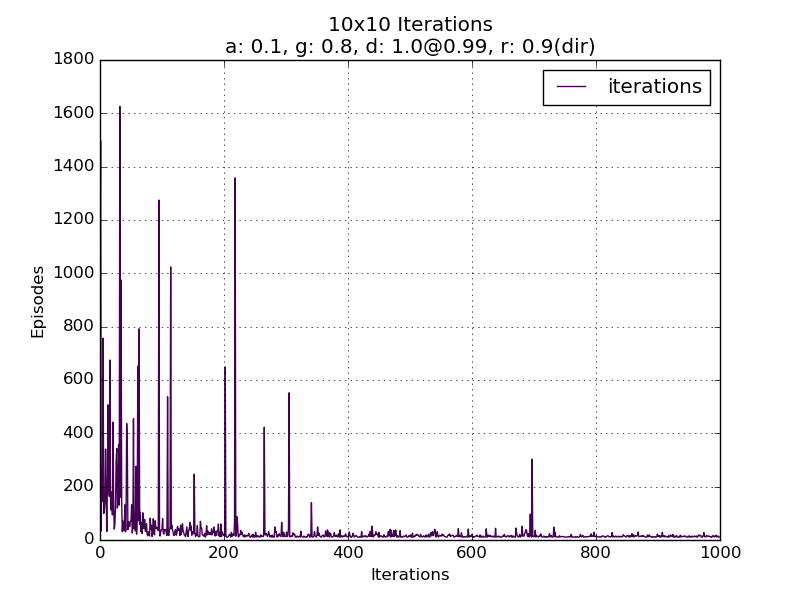 10x10 Iterations
a: 0.1, g: 0.8, d: 1.0@0.99, r: 0.9(dir)
iterations
Episodes
1800
1600
1400
1200
1000
800
600
400
200
0
0 200 400 600 800 1000
Iterations